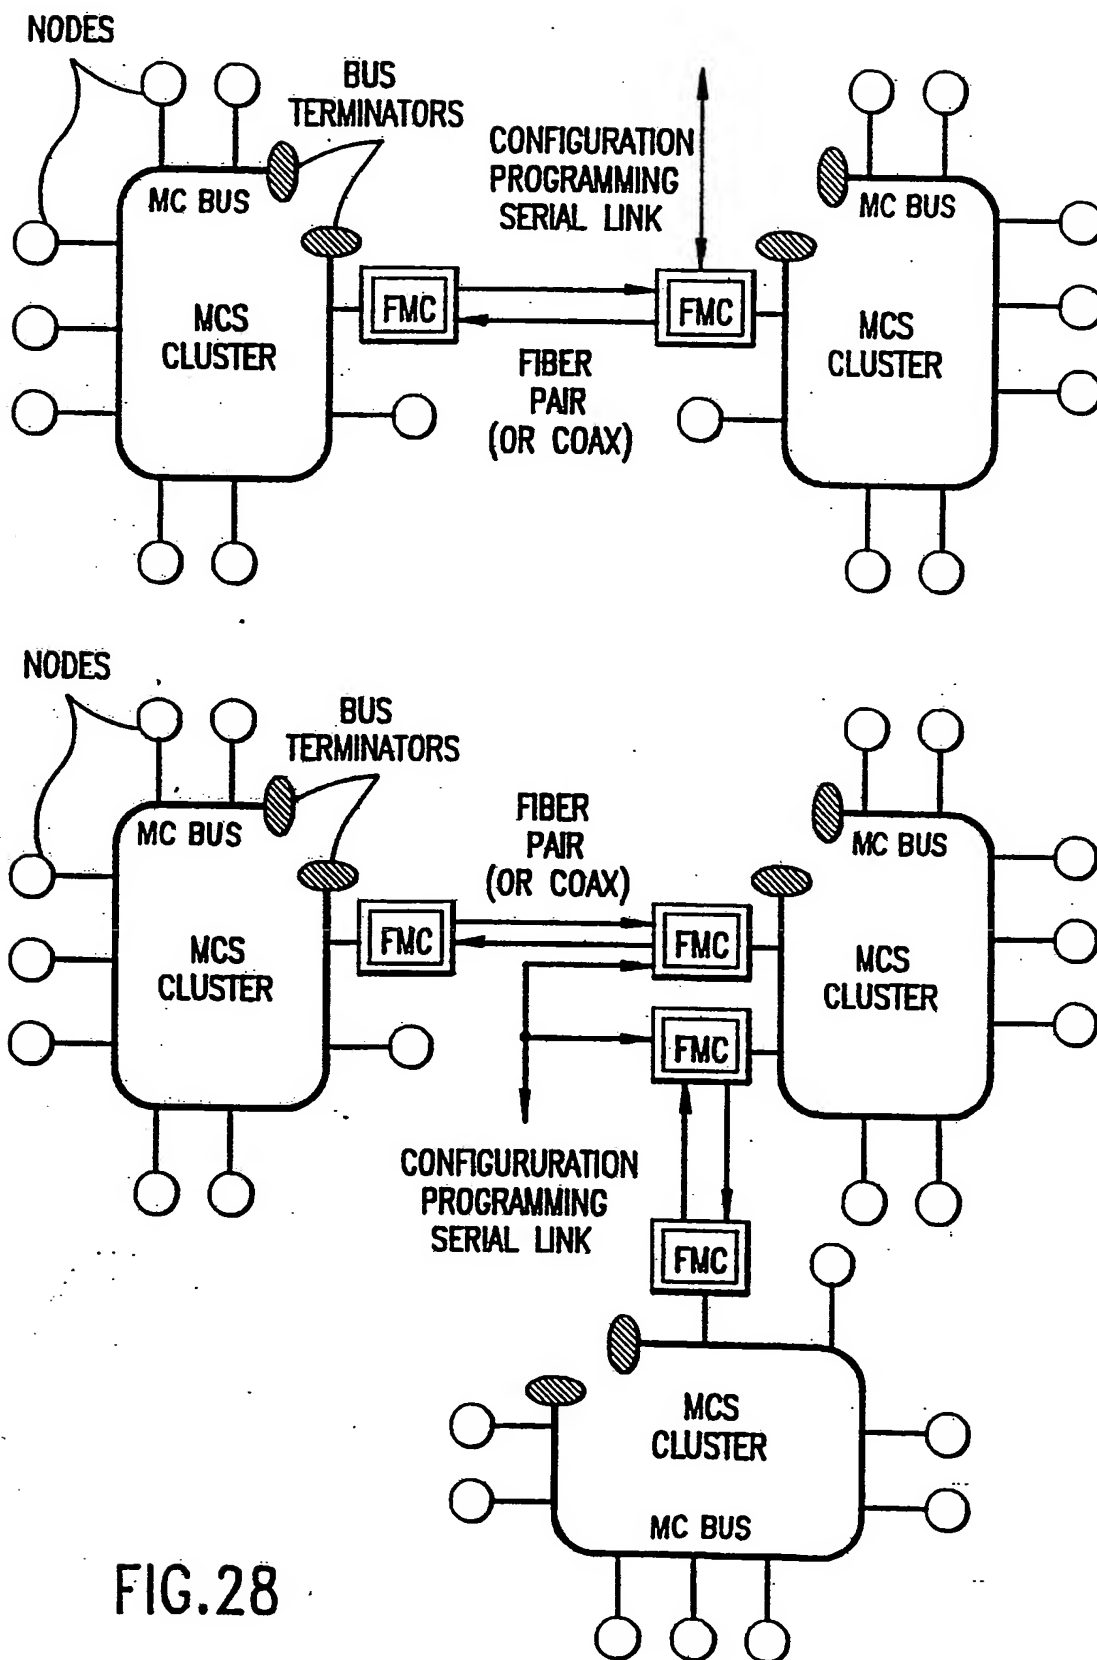 NODES
BUS
TERMINATORS
CONFIGURATION
PROGRAMMING
SERIAL LINK
MC BUS
MC BUS
MCS
CLUSTER
FMC
FMC
MCS
CLUSTER
FIBER
PAIR
(OR COAX)
NODES
BUS
TERMINATORS
FIBER
PAIR
(OR COAX)
MC BUS
MC BUS
MCS
CLUSTER
FMC
FMC
MCS
CLUSTER
FMC
CONFIGURURATION
PROGRAMMING
SERIAL LINK
FMC
MCS
CLUSTER
MC BUS
FIG.28